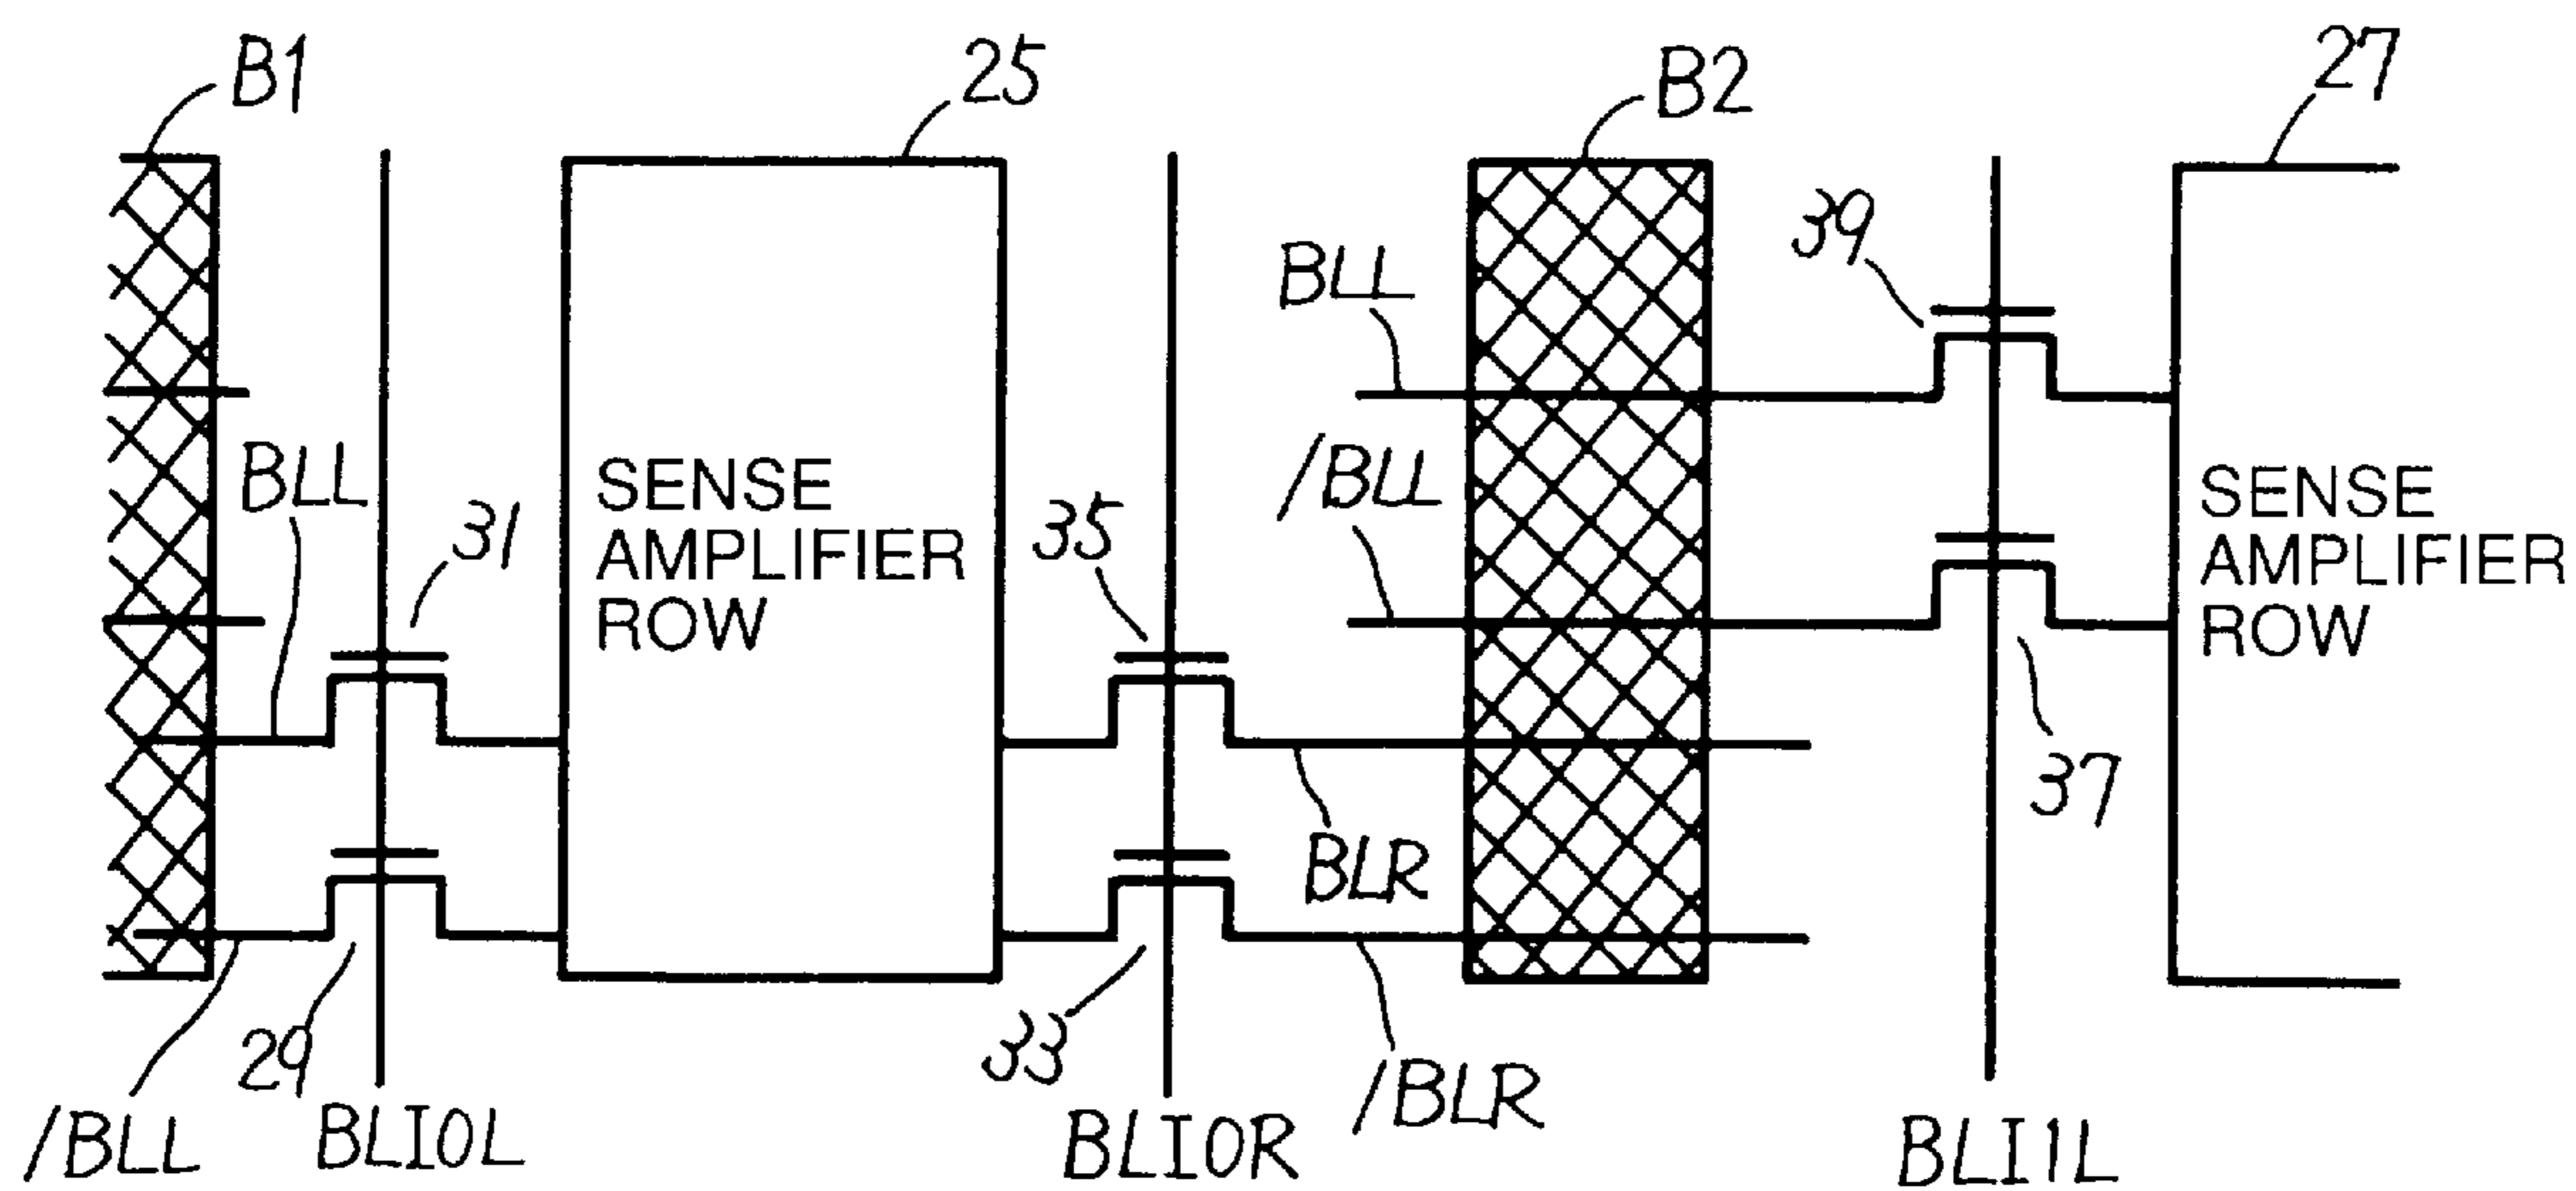 B1
25
B2
27
39
BLL
BLL
/BLL
31
35
SENSE
AMPLIFIER
ROW
SENSE
AMPLIFIER
ROW
37
BLR
29
33
/BLL
BLI0L
BLI0R
/BLR
BLI1L